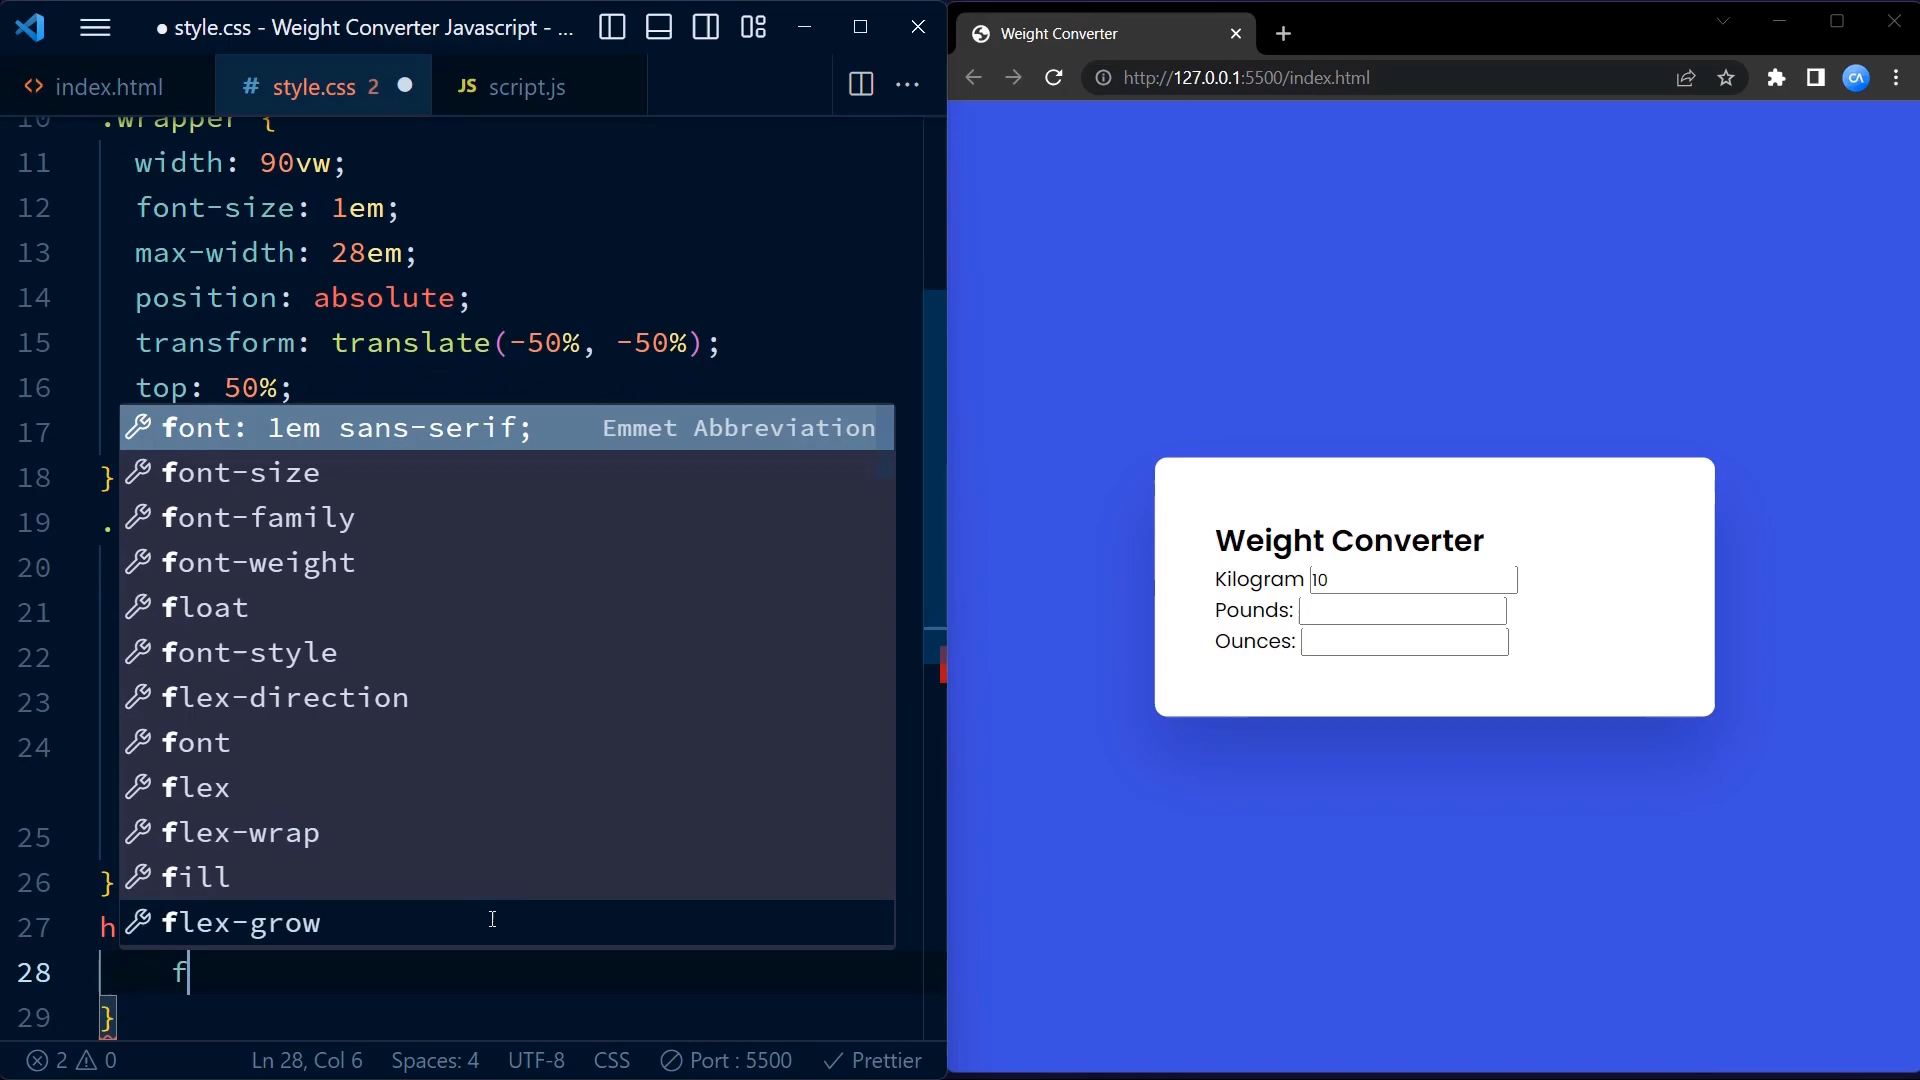 style.css - Weight Converter Javascript - ...
index.html
# style.css 2
JS script.js
...
10 .wrapper {
11 width: 90vw;
12 font-size: 1em;
13 max-width: 28em;
14 position: absolute;
15 transform: translate(-50%, -50%);
16 top: 50%;
17
18 }
19 .
20
21
22
23
24
25
26 }
27 h
28 f
29 }
font: 1em sans-serif; Emmet Abbreviation
font-size
font-family
font-weight
float
font-style
flex-direction
font
flex
flex-wrap
fill
flex-grow
2 0 Ln 28, Col 6 Spaces: 4 UTF-8 CSS Port : 5500 Prettier
Weight Converter
http://127.0.0.1:5500/index.html
CA
Weight Converter
Kilogram 10
Pounds:
Ounces: